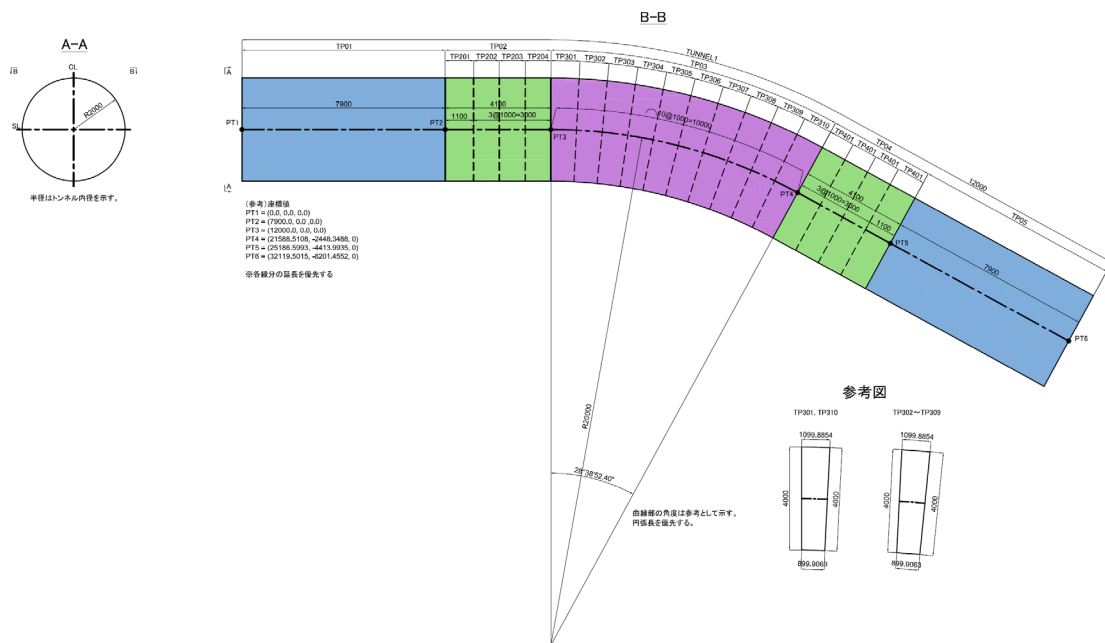 B-B
A-A
B
B
CL
SL
R2000
半径はトンネル内径を示す。
TUNNEL1
TP01
TP02
TP03
TP04
TP05
TP201
TP202
TP203
TP204
TP301
TP302
TP303
TP304
TP305
TP306
TP307
TP308
TP309
TP310
TP401
TP401
TP401
TP401
12000
A
A
7900
4100
1100
3@1000=3000
10@1000=10000
4100
3@1000=3000
1100
7900
PT1
PT2
PT3
PT4
PT5
PT6
(参考)座標値
PT1 = (0.0, 0.0, 0.0)
PT2 = (7900.0, 0.0 ,0.0)
PT3 = (12000.0, 0.0, 0.0)
PT4 = (21588.5108, -2448.3488, 0)
PT5 = (25186.5993, -4413.9935, 0)
PT6 = (32119.5015, -8201.4552, 0)
※各線分の延長を優先する
R20000
28°38'52.40"
曲線部の角度は参考として示す。
円弧長を優先する。
参考図
TP301, TP310
TP302～TP309
1099.8854
1099.8854
4000
4000
4000
4000
899.9063
899.9063